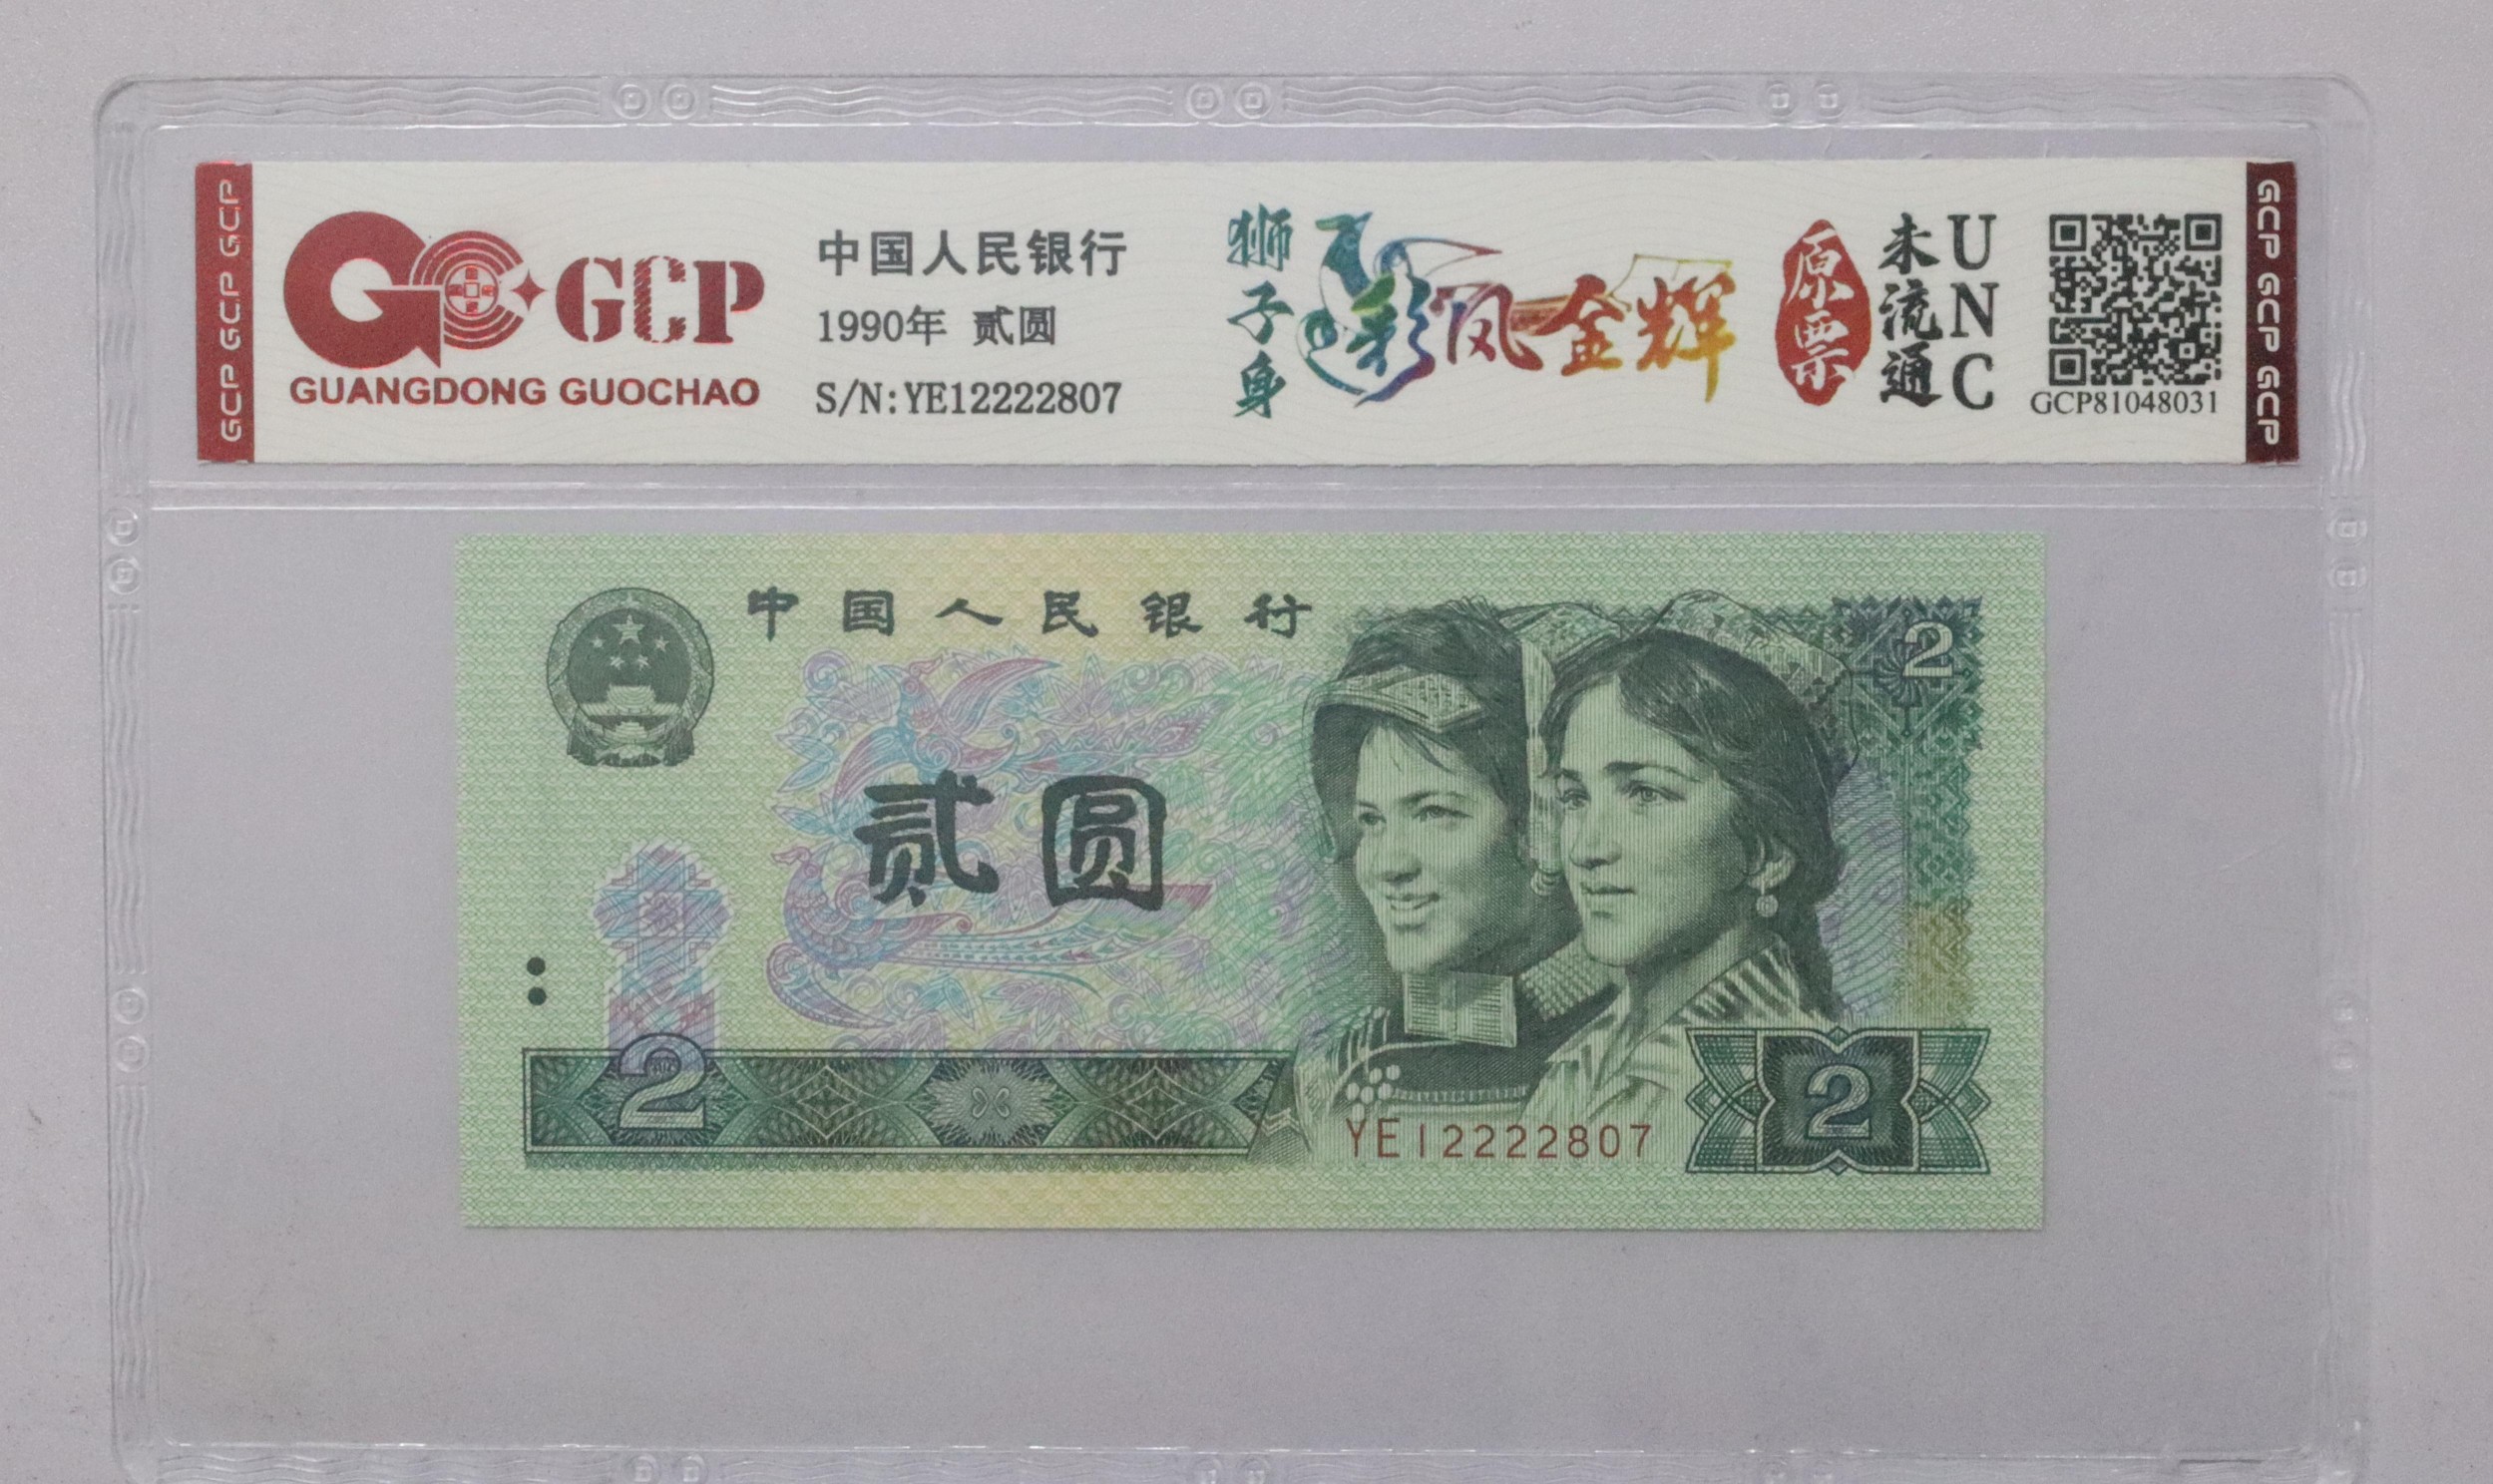 GCP GCP GCP
GCP
GUANGDONG GUOCHAO
中国人民银行
1990年 贰圆
S/N:YE12222807
狮子身
彩凤金辉
原票
未流通
UNC
GCP81048031
GCP GCP GCP
中国人民银行
2
贰圆
2
YE12222807
2